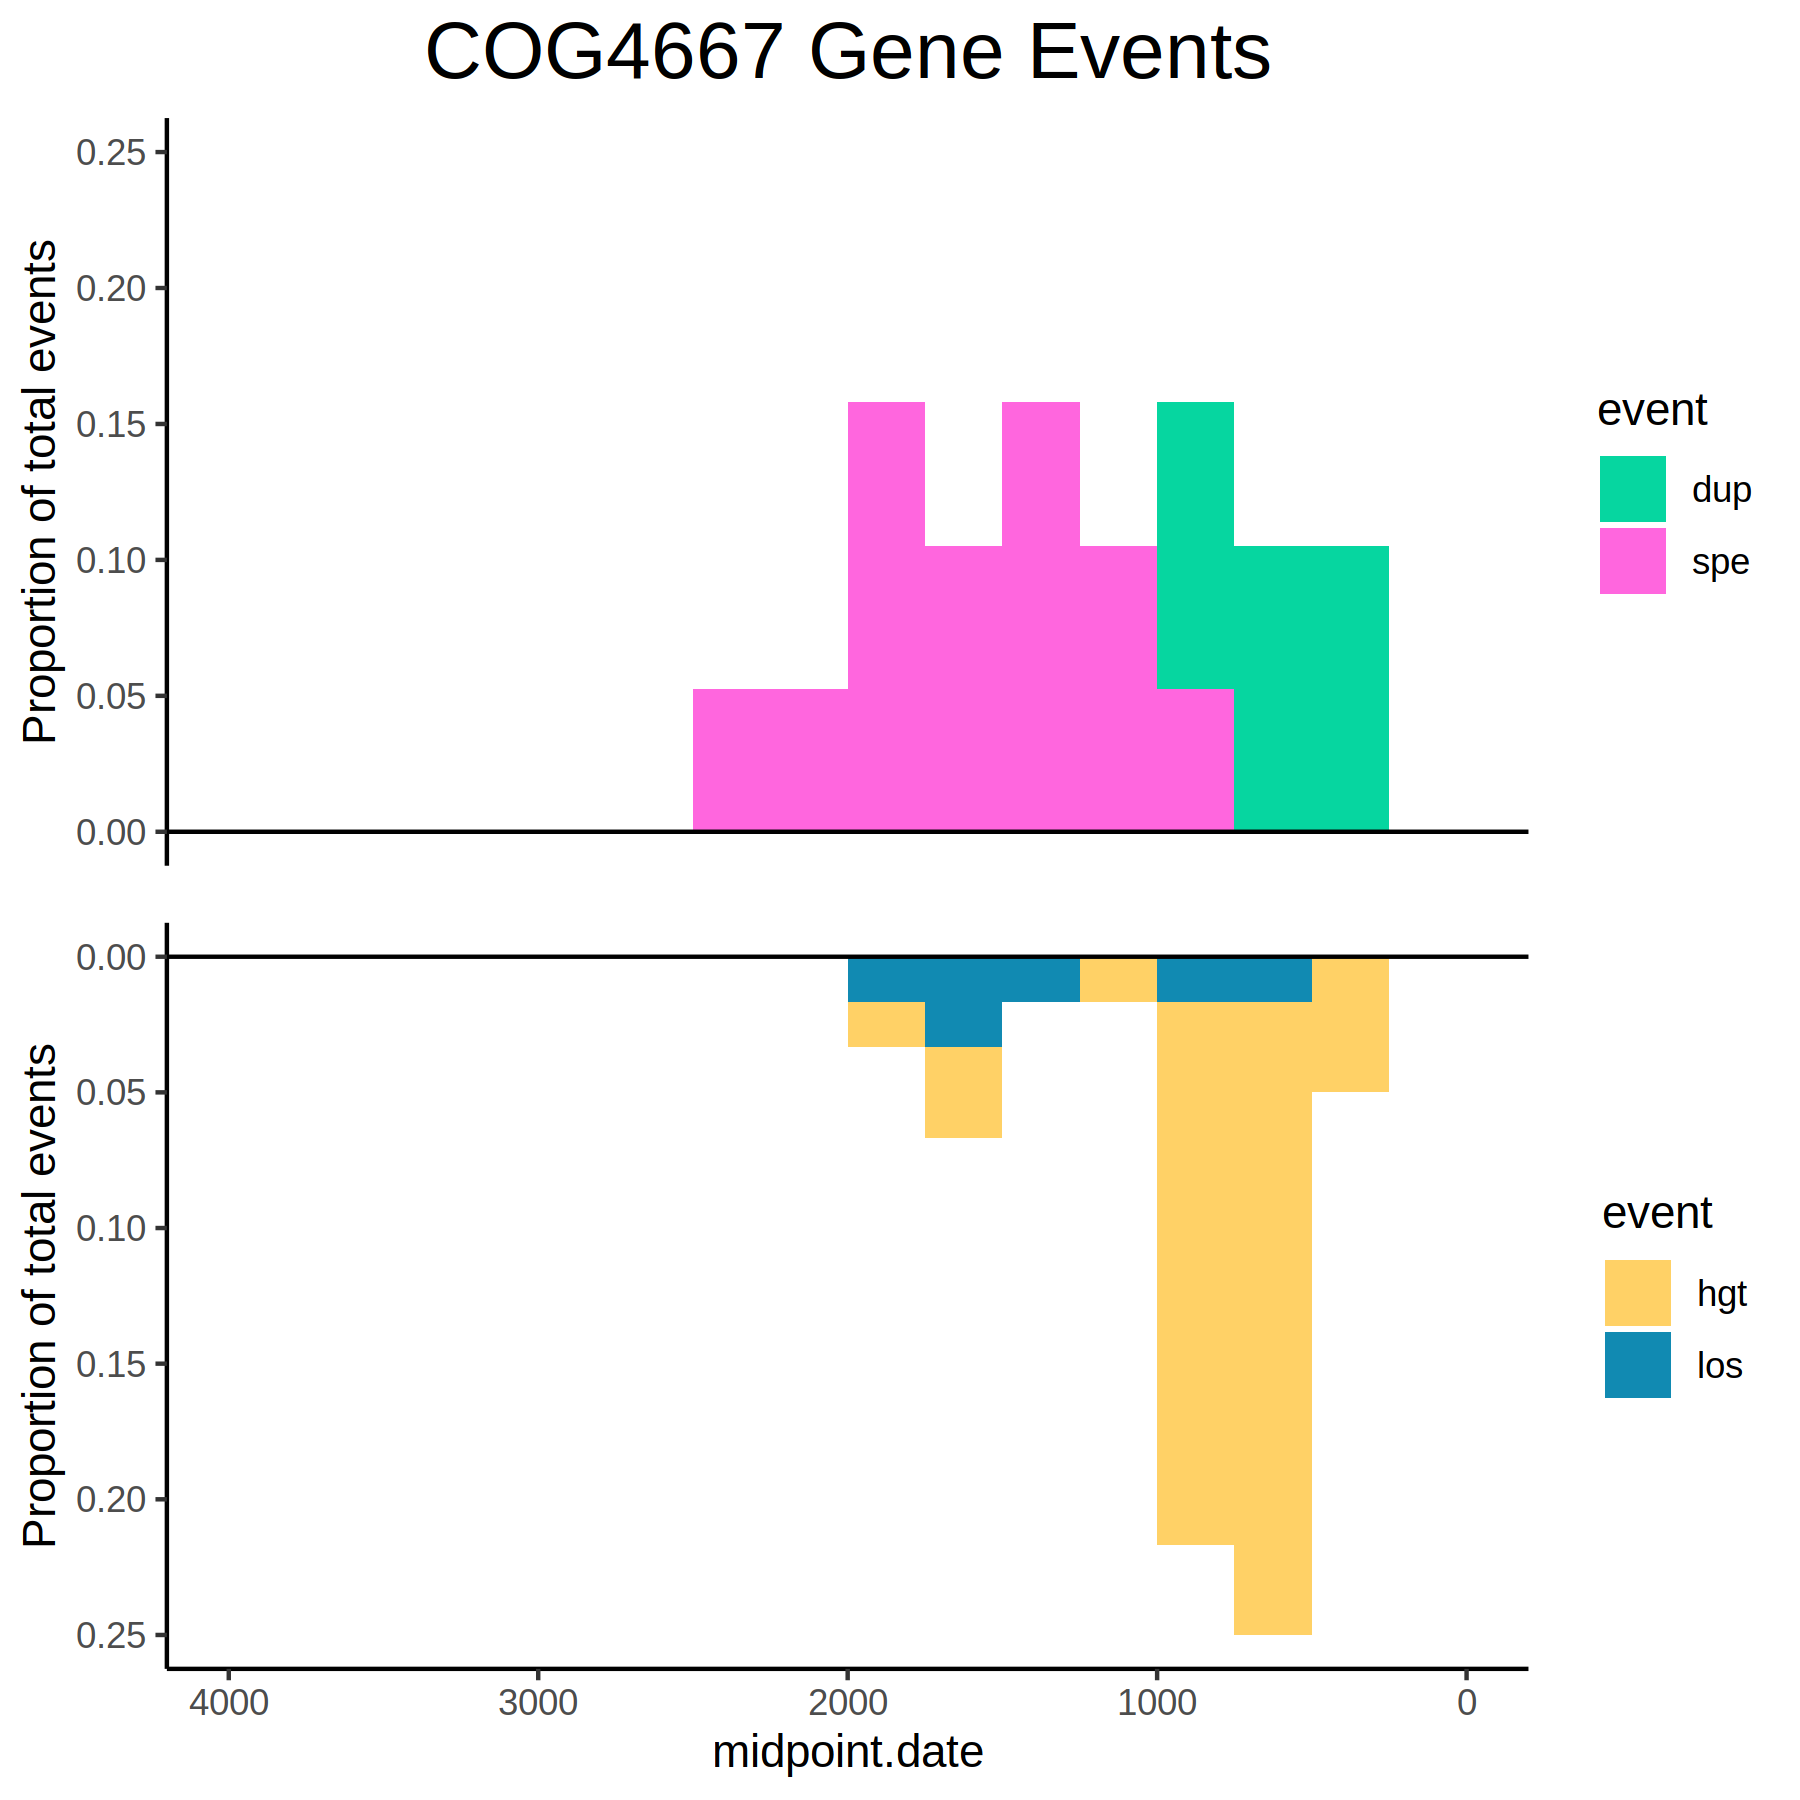 COG4667 Gene Events
Proportion of total events
0.25
0.20
0.15
0.10
0.05
0.00
event
dup
spe
Proportion of total events
0.00
0.05
0.10
0.15
0.20
0.25
event
hgt
los
4000 3000 2000 1000 0
midpoint.date